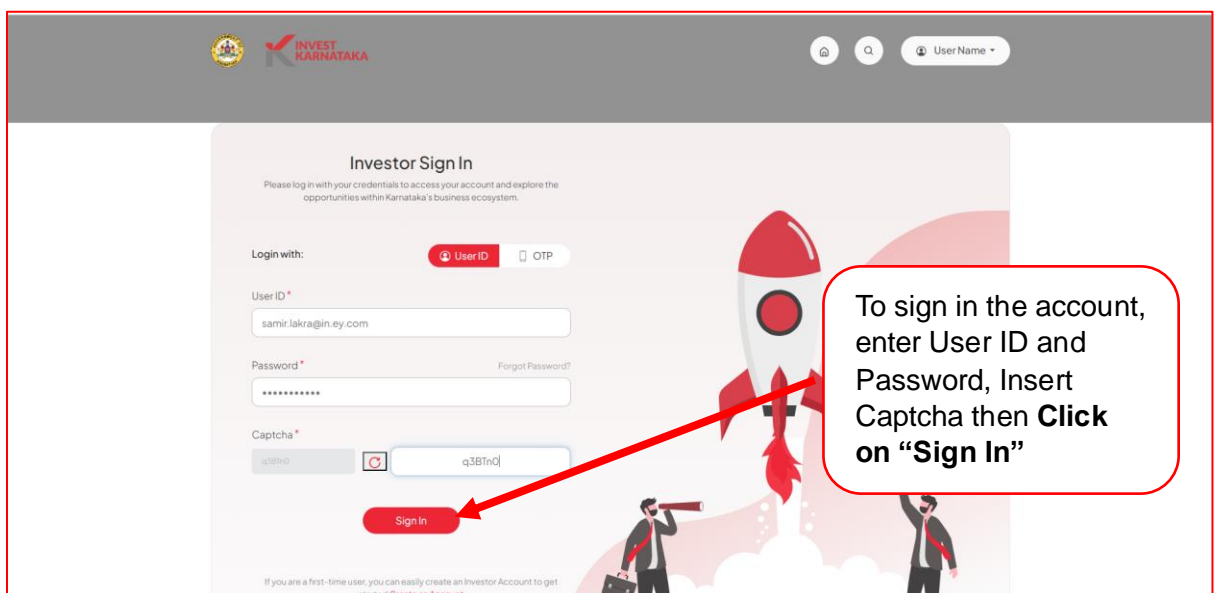 INVEST
KARNATAKA
User Name
Investor Sign In
Please log in with your credentials to access your account and explore the
opportunities within Karnataka's business ecosystem.
Login with:
User ID
OTP
User ID *
samir.lakra@in.ey.com
Password *
Forgot Password?
***********
Captcha *
q3BTn0
q3BTn0
Sign In
If you are a first-time user, you can easily create an Investor Account to get
To sign in the account,
enter User ID and
Password, Insert
Captcha then Click
on “Sign In”